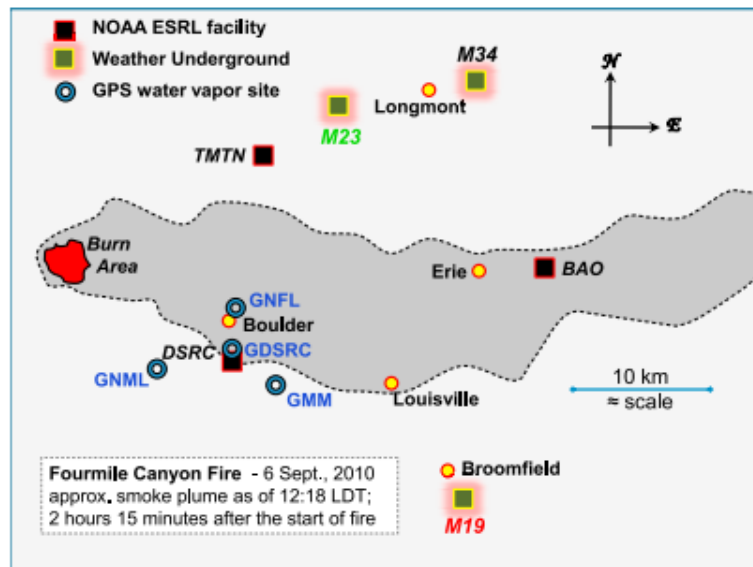 NOAA ESRL facility
Weather Underground
GPS water vapor site
M34
Longmont
M23
N
E
TMTN
Burn
Area
Erie
BAO
GNFL
Boulder
DSRC
GDSRC
GNML
GMM
Louisville
10 km
≈ scale
Fourmile Canyon Fire - 6 Sept., 2010
approx. smoke plume as of 12:18 LDT;
2 hours 15 minutes after the start of fire
Broomfield
M19